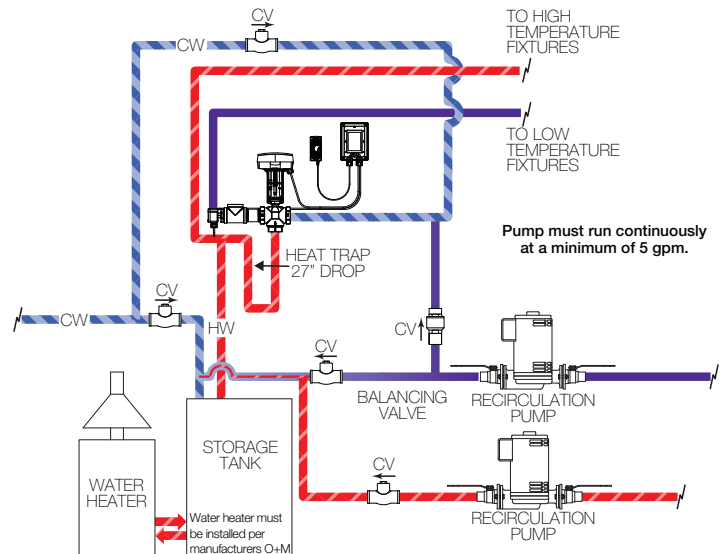 CV
CW
TO HIGH
TEMPERATURE
FIXTURES
TO LOW
TEMPERATURE
FIXTURES
Pump must run continuously
at a minimum of 5 gpm.
HEAT TRAP
27" DROP
CV
CW
HW
CV
CV
BALANCING
VALVE
RECIRCULATION
PUMP
STORAGE
TANK
WATER
HEATER
CV
Water heater must
be installed per
manufacturers O+M
RECIRCULATION
PUMP